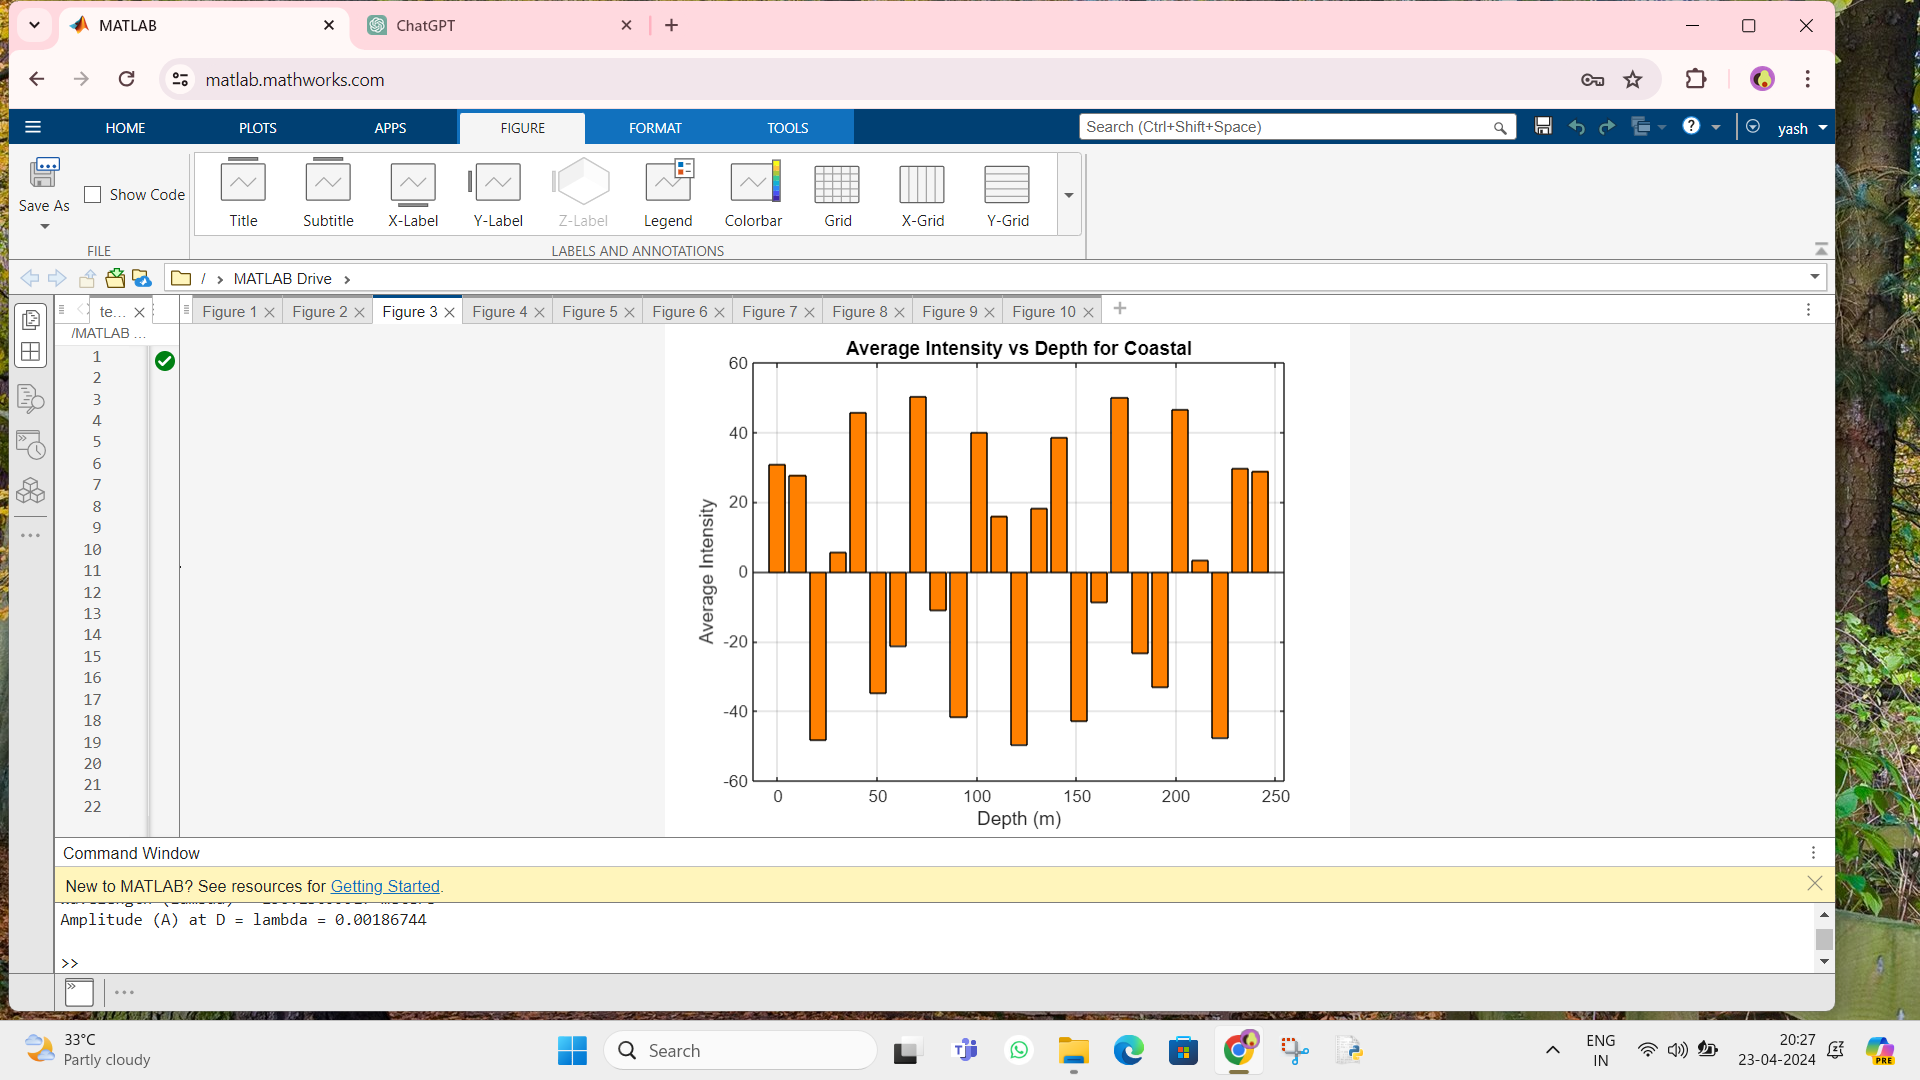 MATLAB
ChatGPT
matlab.mathworks.com
HOME
PLOTS
APPS
FIGURE
FORMAT
TOOLS
Search (Ctrl+Shift+Space)
yash
Save As
Show Code
Title
Subtitle
X-Label
Y-Label
Z-Label
Legend
Colorbar
Grid
X-Grid
Y-Grid
FILE
LABELS AND ANNOTATIONS
/ › MATLAB Drive ›
te...
Figure 1
Figure 2
Figure 3
Figure 4
Figure 5
Figure 6
Figure 7
Figure 8
Figure 9
Figure 10
/MATLAB ...
1
2
3
4
5
6
7
8
9
10
11
12
13
14
15
16
17
18
19
20
21
22
Average Intensity vs Depth for Coastal
60
40
20
0
-20
-40
-60
Average Intensity
0 50 100 150 200 250
Depth (m)
Command Window
New to MATLAB? See resources for Getting Started.
Amplitude (A) at D = lambda = 0.00186744
>>
33°C
Partly cloudy
Search
ENG
IN
20:27
23-04-2024
PRE